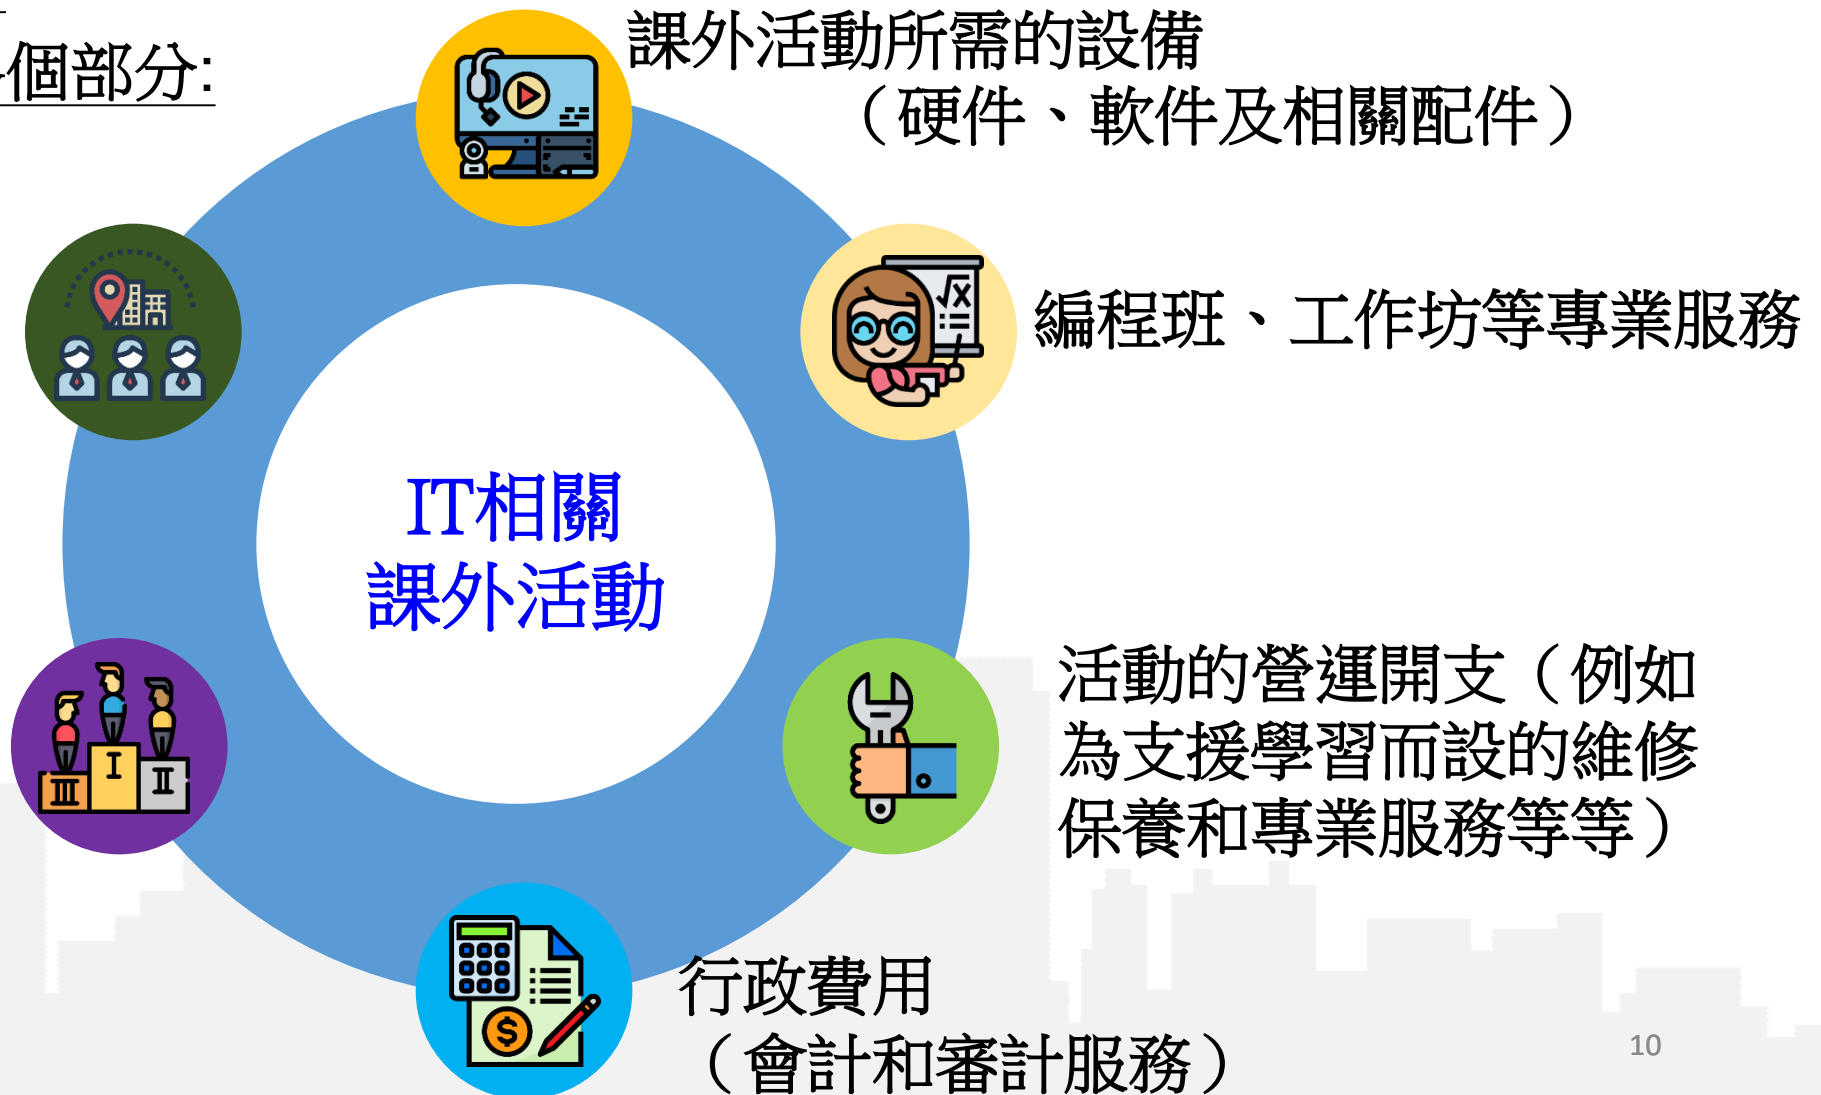 個部分:
課外活動所需的設備
（硬件、軟件及相關配件）
編程班、工作坊等專業服務
IT相關
課外活動
活動的營運開支（例如
為支援學習而設的維修
保養和專業服務等等）
行政費用
（會計和審計服務）
√x
I
II
III
$
10